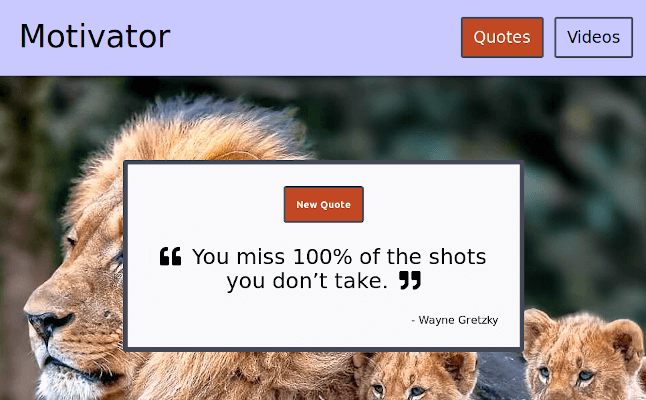 Motivator
Quotes
Videos
New Quote
❝ You miss 100% of the shots
you don’t take. ❞
- Wayne Gretzky